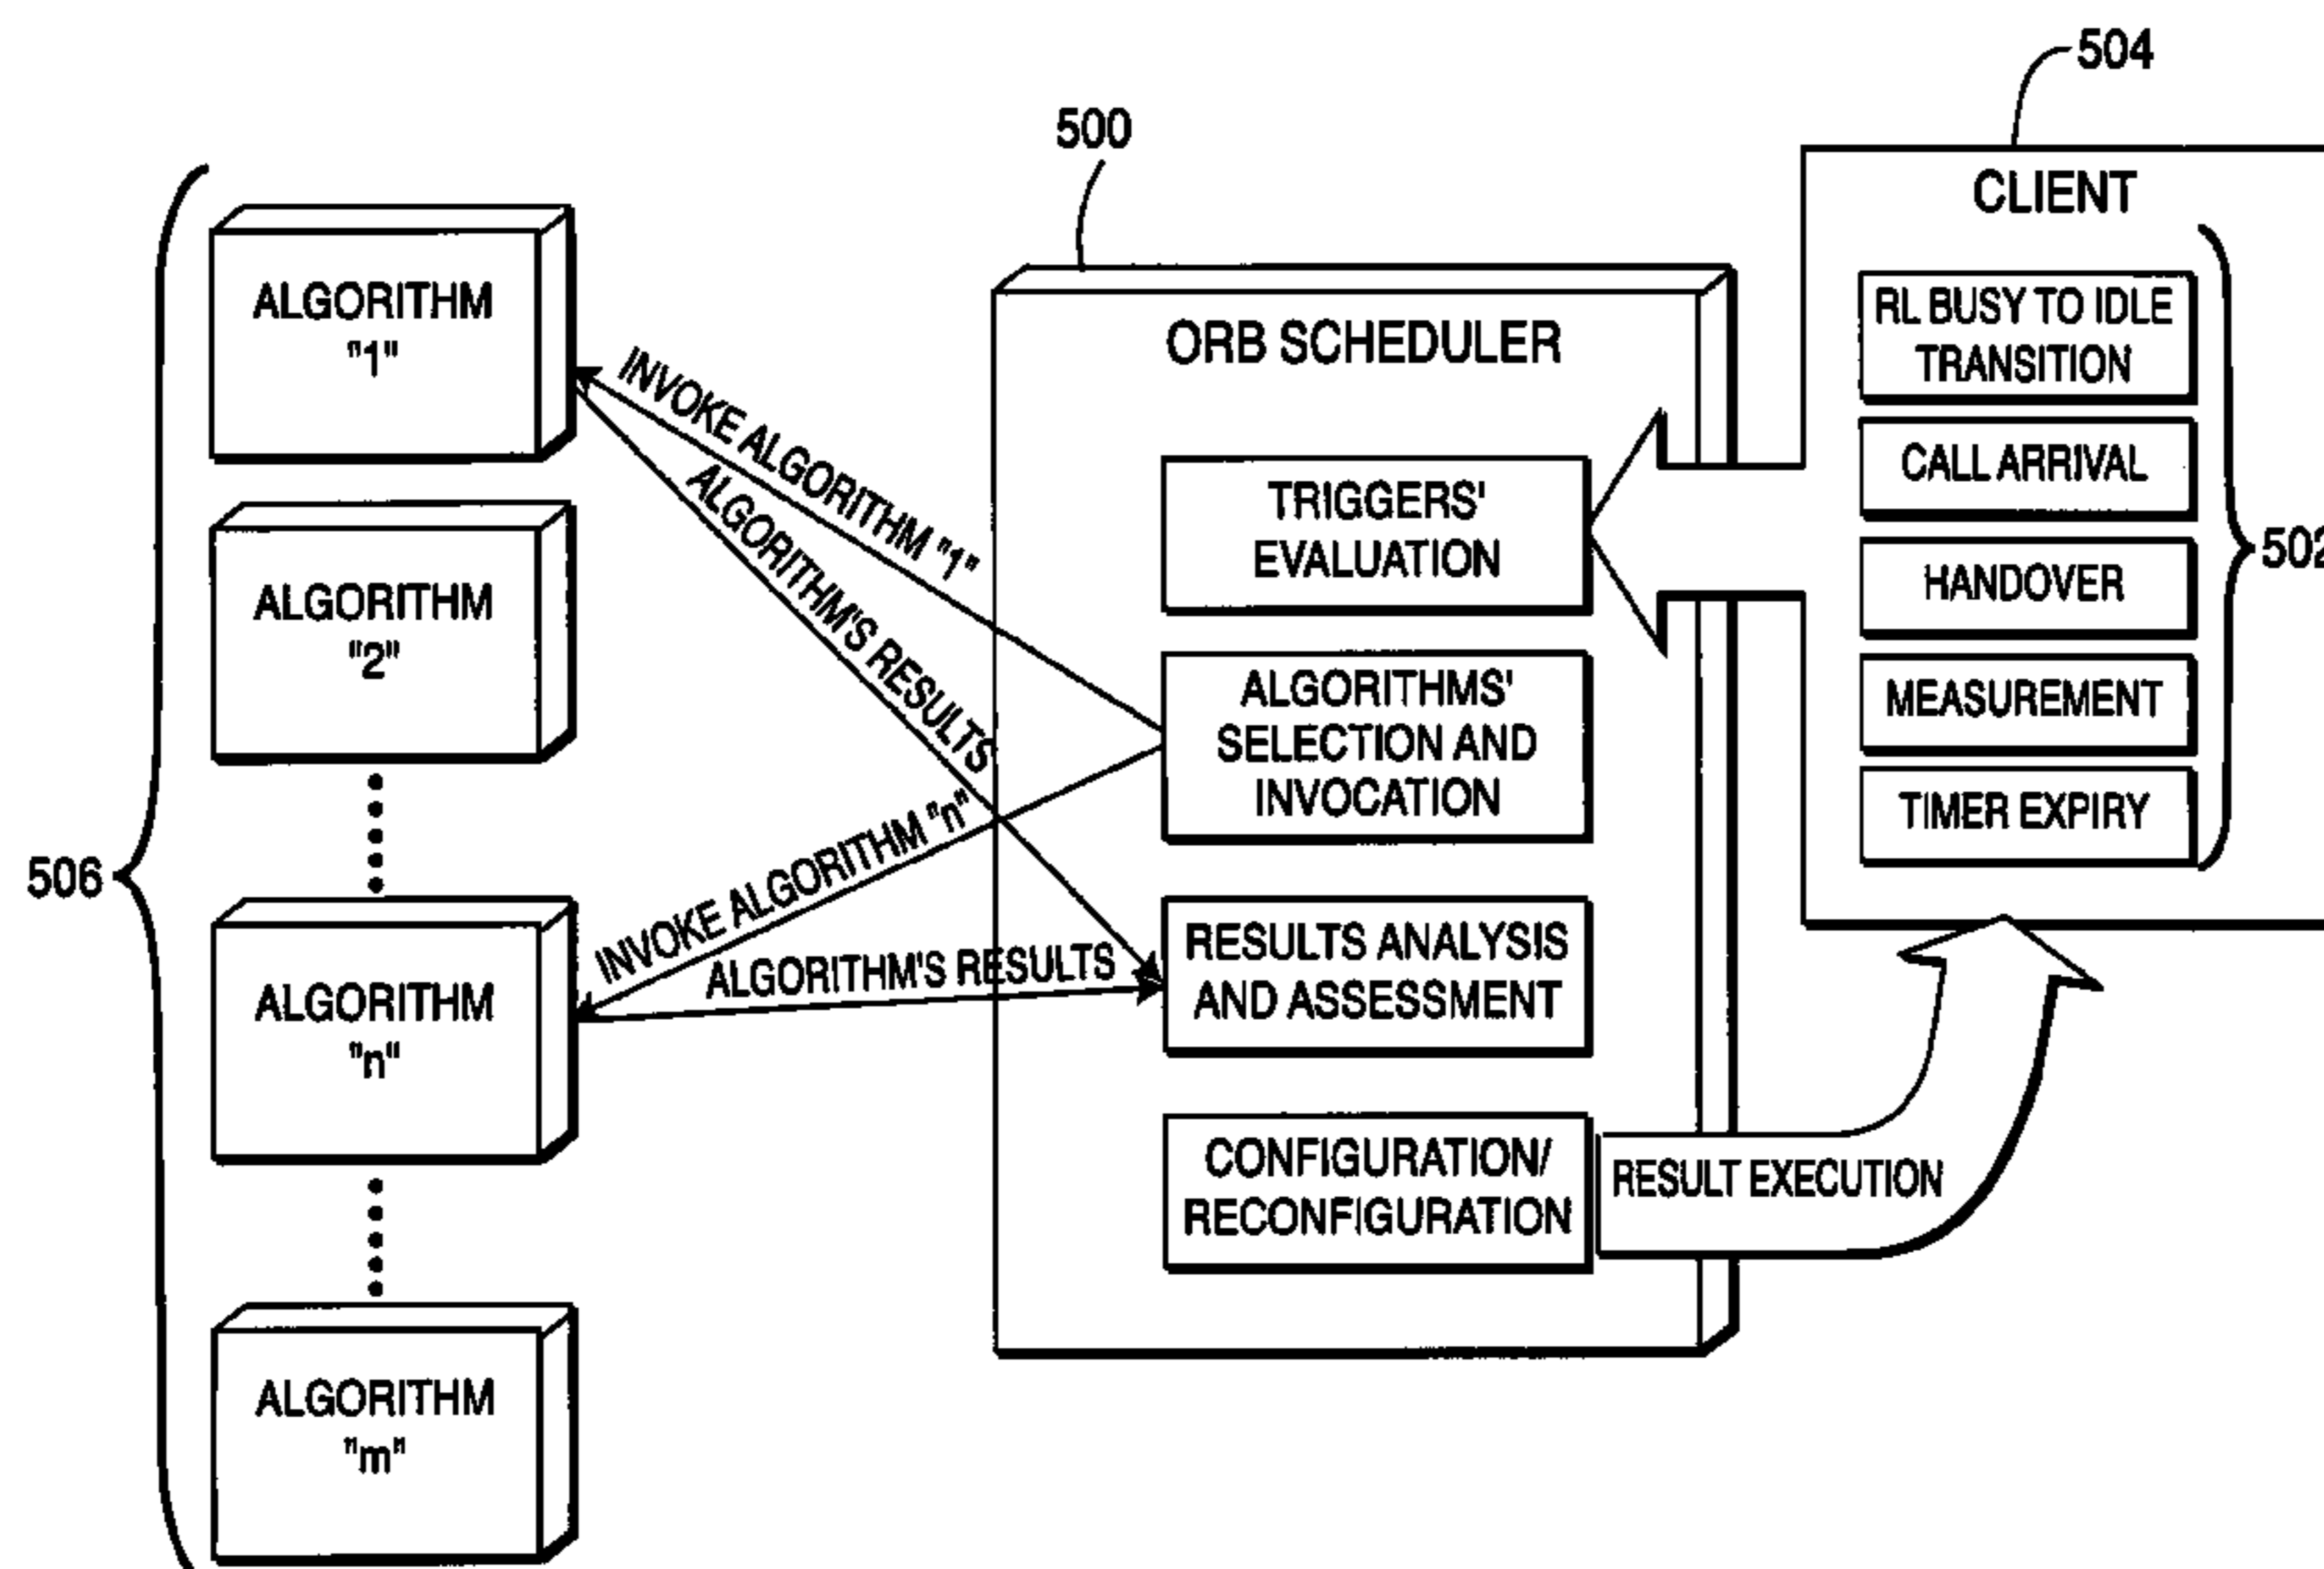 504
500
CLIENT
ALGORITHM
"1"
ORB SCHEDULER
RL BUSY TO IDLE
TRANSITION
INVOKE ALGORITHM "1"
ALGORITHM'S RESULTS
TRIGGERS'
EVALUATION
CALL ARRIVAL
502
HANDOVER
ALGORITHM
"2"
ALGORITHMS'
SELECTION AND
INVOCATION
MEASUREMENT
TIMER EXPIRY
506
INVOKE ALGORITHM "n"
ALGORITHM'S RESULTS
ALGORITHM
"n"
RESULTS ANALYSIS
AND ASSESSMENT
CONFIGURATION/
RECONFIGURATION
RESULT EXECUTION
ALGORITHM
"m"